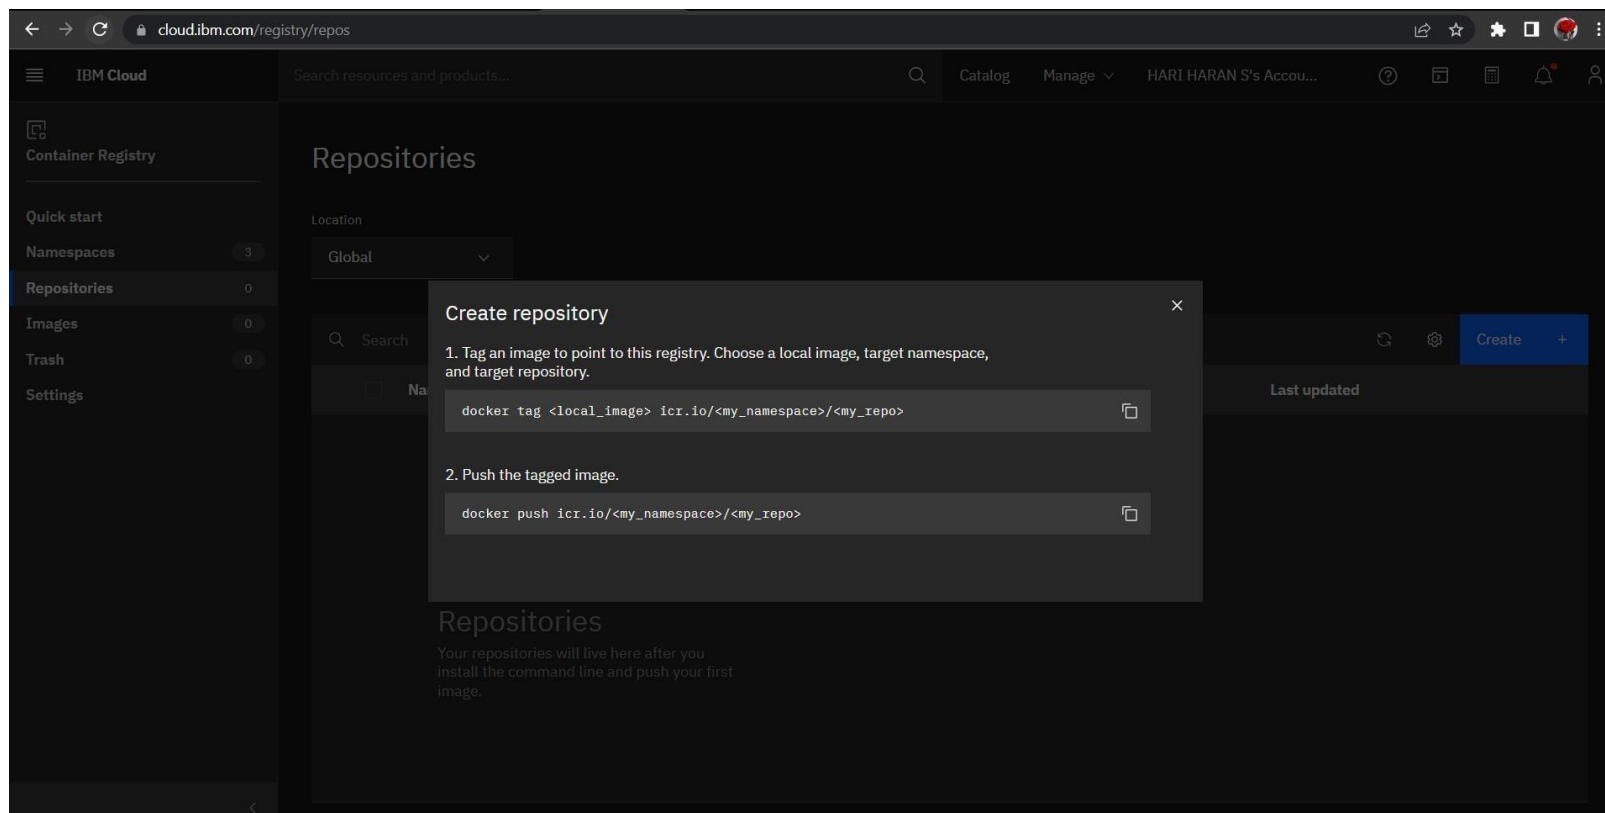 cloud.ibm.com/registry/repos
IBM Cloud
Search resources and products...
Catalog
Manage
HARI HARAN S's Accou...
Container Registry
Quick start
Namespaces 3
Repositories 0
Images 0
Trash 0
Settings
Repositories
Location
Global
Search
Create +
Na
Last updated
Create repository
1. Tag an image to point to this registry. Choose a local image, target namespace,
and target repository.
docker tag <local_image> icr.io/<my_namespace>/<my_repo>
2. Push the tagged image.
docker push icr.io/<my_namespace>/<my_repo>
Repositories
Your repositories will live here after you
install the command line and push your first
image.